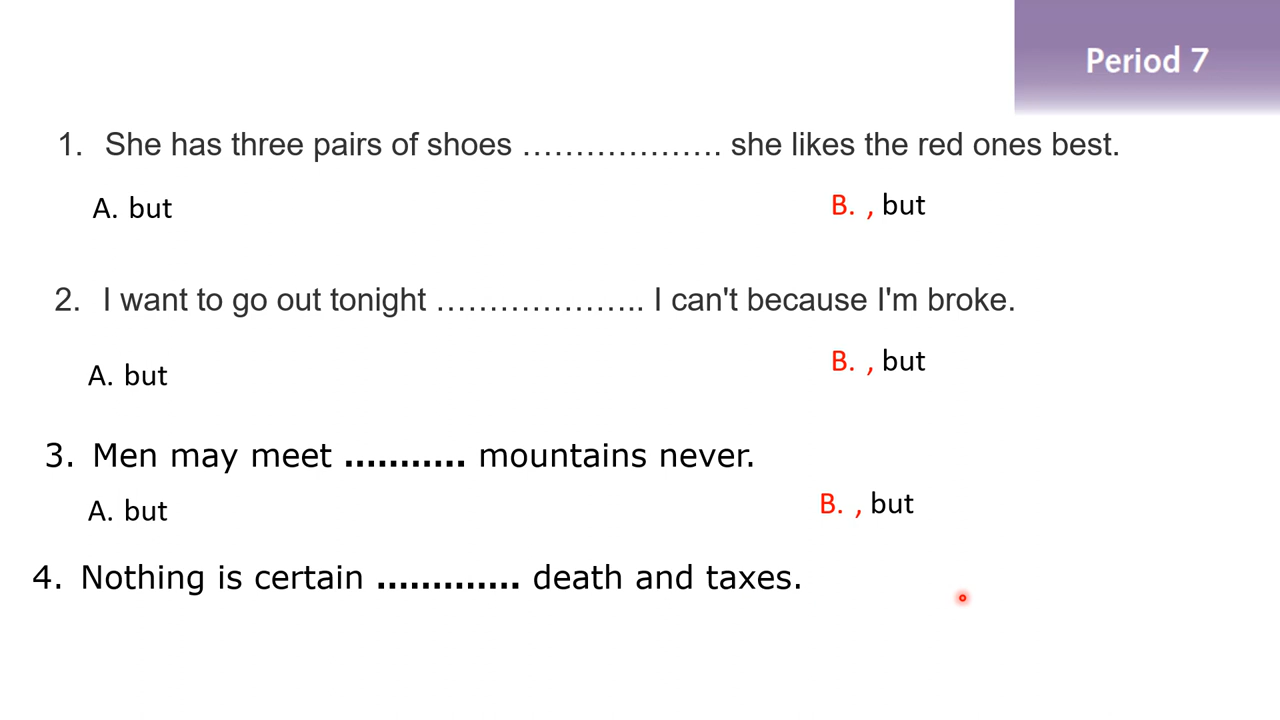 Period 7
1. She has three pairs of shoes ………………. she likes the red ones best.
A. but B. , but
2. I want to go out tonight ……………….. I can't because I'm broke.
A. but B. , but
3. Men may meet ........... mountains never.
A. but B. , but
4. Nothing is certain ............. death and taxes.